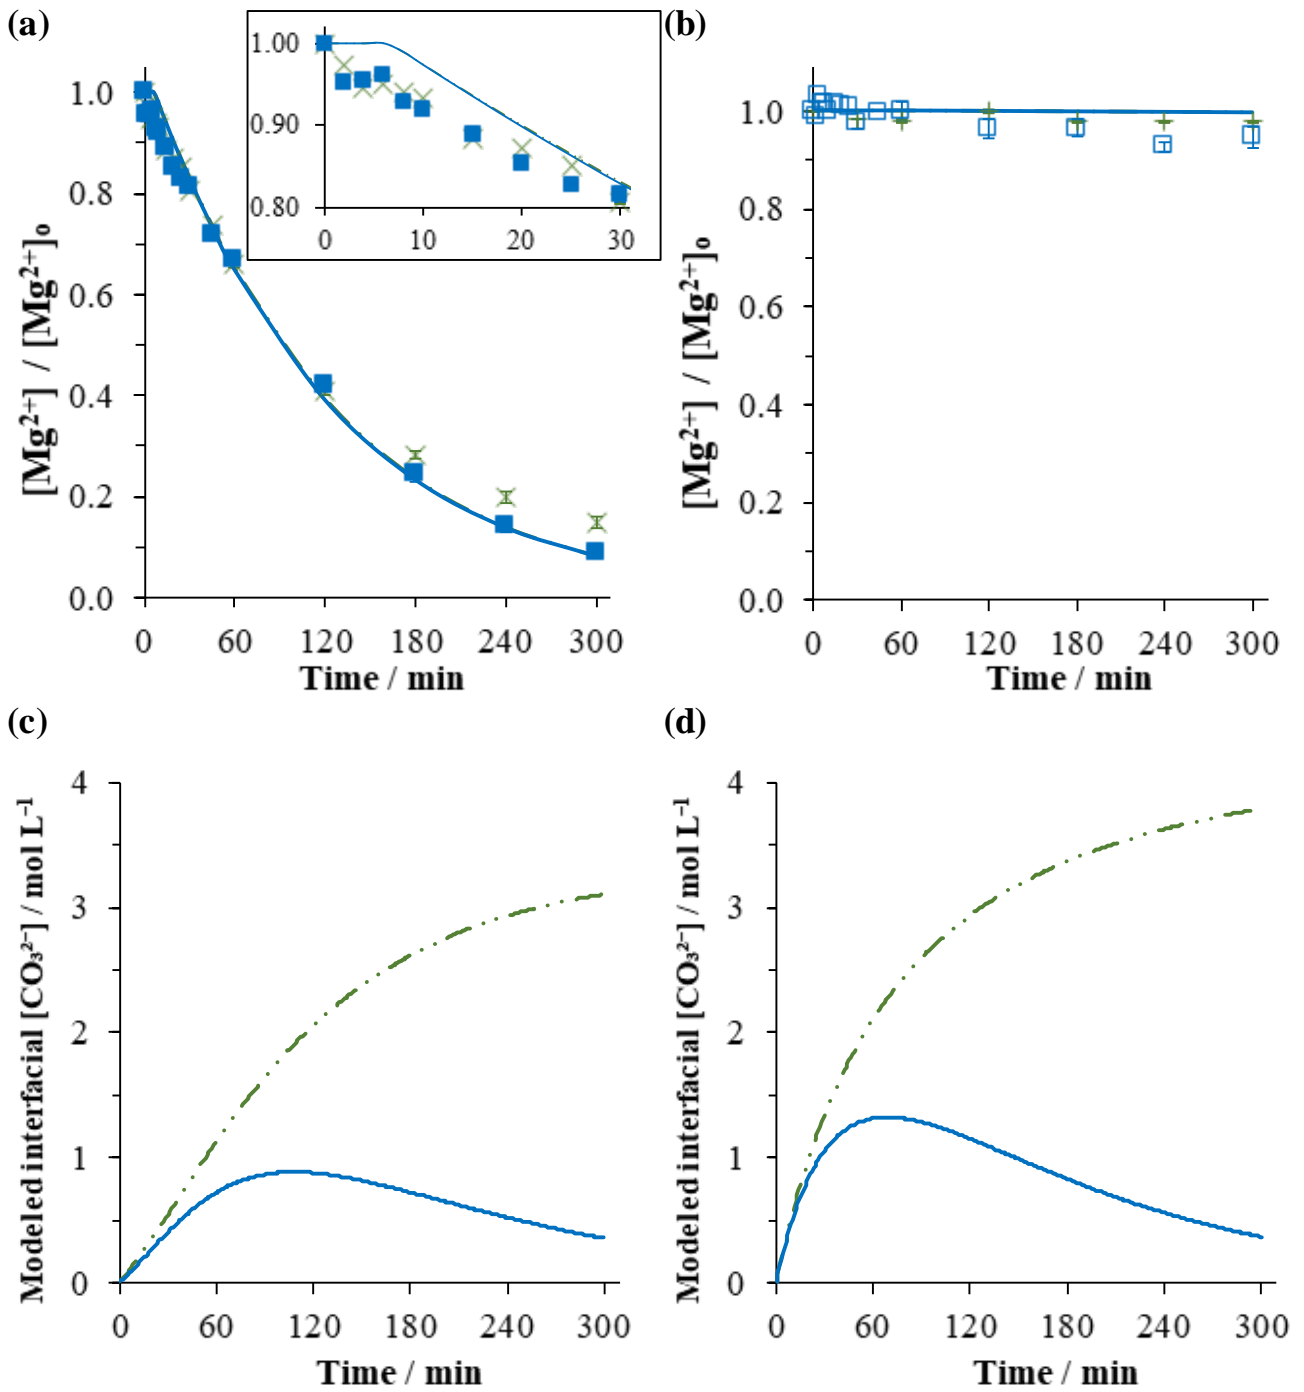 (a)
1.00
0.90
0.80
0 10 20 30
1.0
0.8
0.6
0.4
0.2
0.0
[Mg²⁺] / [Mg²⁺]₀
0 60 120 180 240 300
Time / min
(b)
1.0
0.8
0.6
0.4
0.2
0.0
[Mg²⁺] / [Mg²⁺]₀
0 60 120 180 240 300
Time / min
(c)
4
3
2
1
0
Modeled interfacial [CO₃²⁻] / mol L⁻¹
0 60 120 180 240 300
Time / min
(d)
4
3
2
1
0
Modeled interfacial [CO₃²⁻] / mol L⁻¹
0 60 120 180 240 300
Time / min